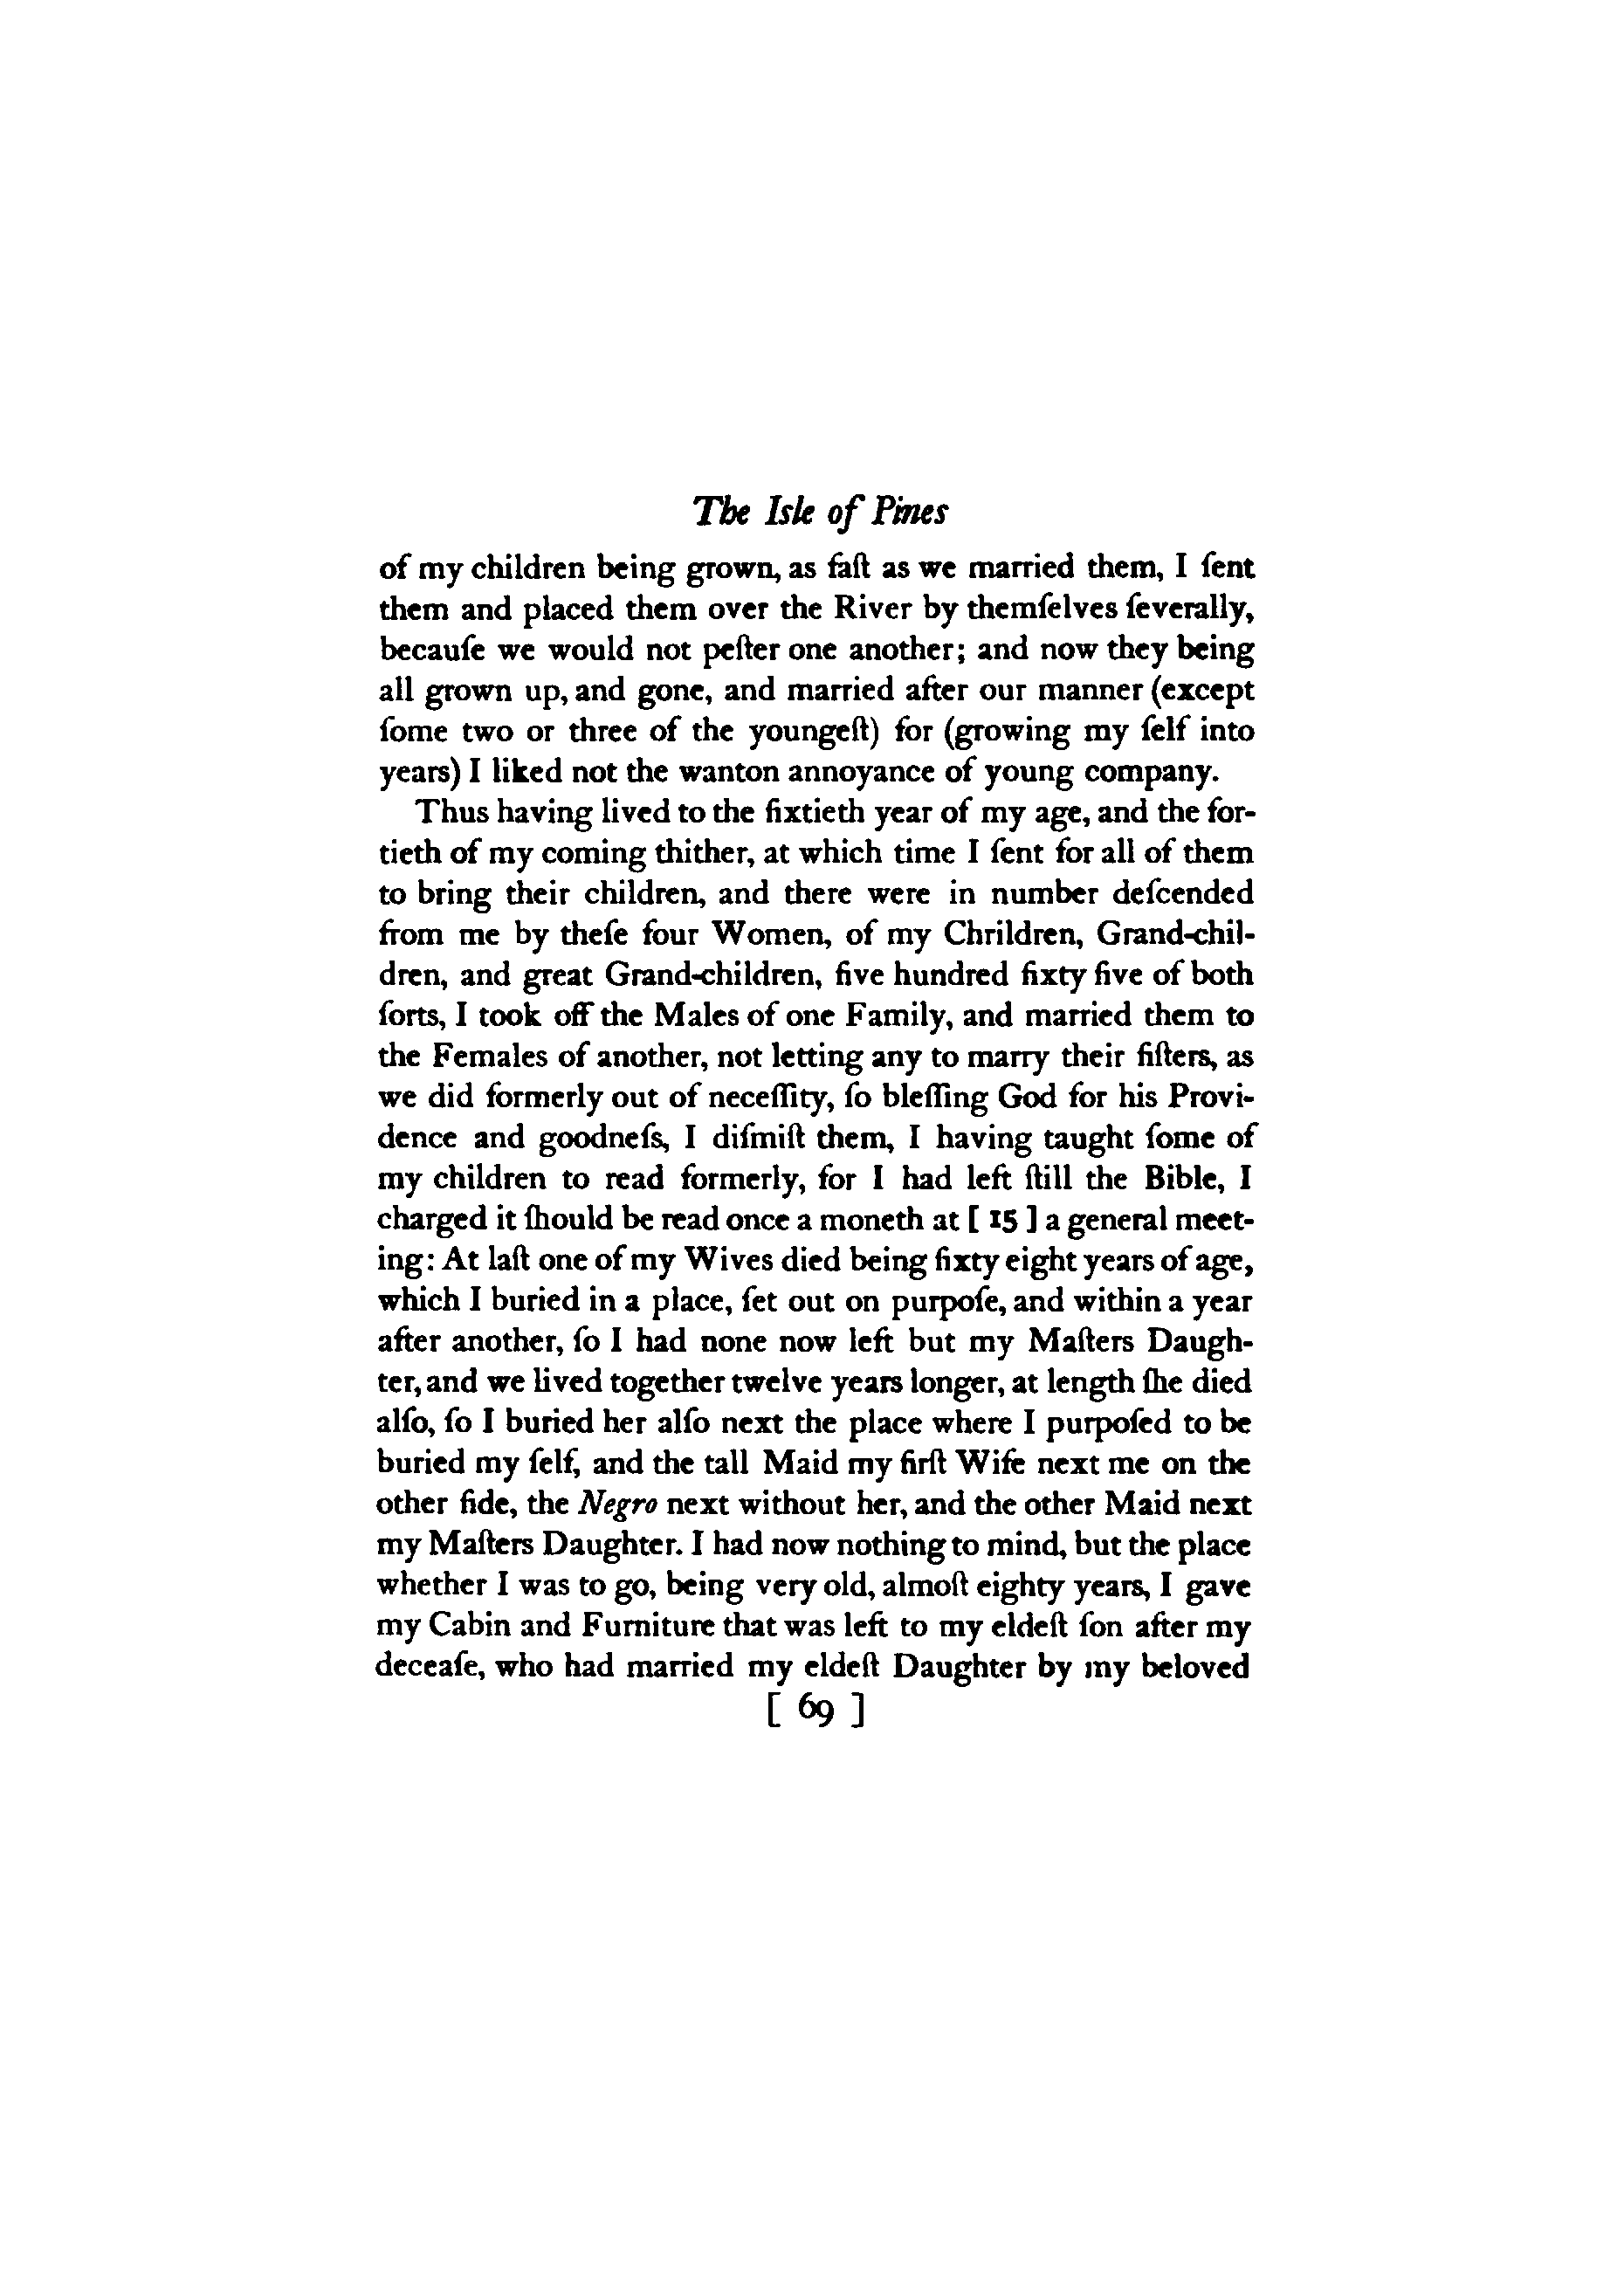 The Isle of Pines
of my children being grown, as faſt as we married them, I ſent
them and placed them over the River by themſelves ſeverally,
becauſe we would not peſter one another; and now they being
all grown up, and gone, and married after our manner (except
ſome two or three of the youngeſt) for (growing my ſelf into
years) I liked not the wanton annoyance of young company.
Thus having lived to the ſixtieth year of my age, and the for-
tieth of my coming thither, at which time I ſent for all of them
to bring their children, and there were in number deſcended
from me by theſe four Women, of my Chrildren, Grand-chil-
dren, and great Grand-children, five hundred ſixty five of both
ſorts, I took off the Males of one Family, and married them to
the Females of another, not letting any to marry their ſiſters, as
we did formerly out of neceſſity, ſo bleſſing God for his Provi-
dence and goodneſs, I diſmiſt them, I having taught ſome of
my children to read formerly, for I had left ſtill the Bible, I
charged it ſhould be read once a moneth at [ 15 ] a general meet-
ing: At laſt one of my Wives died being ſixty eight years of age,
which I buried in a place, ſet out on purpoſe, and within a year
after another, ſo I had none now left but my Maſters Daugh-
ter, and we lived together twelve years longer, at length ſhe died
alſo, ſo I buried her alſo next the place where I purpoſed to be
buried my ſelf, and the tall Maid my firſt Wife next me on the
other ſide, the Negro next without her, and the other Maid next
my Maſters Daughter. I had now nothing to mind, but the place
whether I was to go, being very old, almoſt eighty years, I gave
my Cabin and Furniture that was left to my eldeſt ſon after my
deceaſe, who had married my eldeſt Daughter by my beloved
[ 69 ]